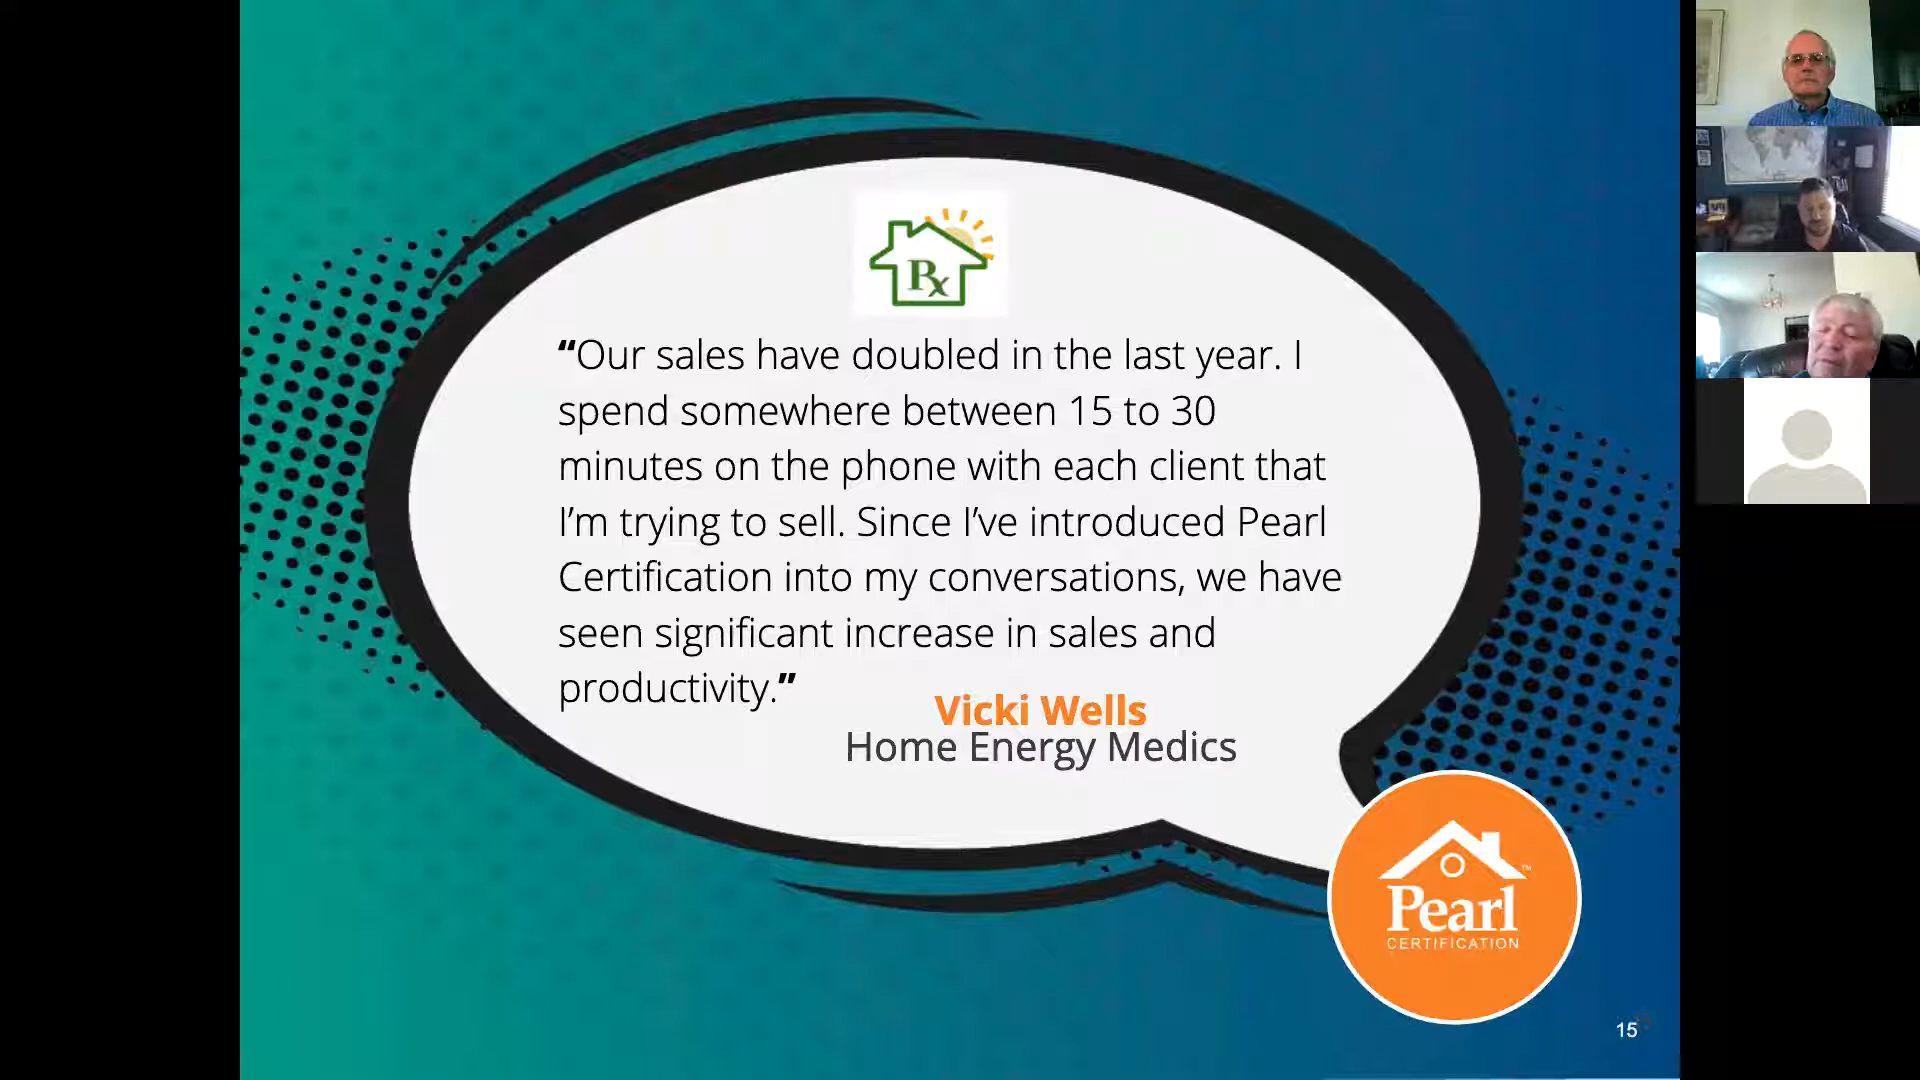 Rx
“Our sales have doubled in the last year. I
spend somewhere between 15 to 30
minutes on the phone with each client that
I’m trying to sell. Since I’ve introduced Pearl
Certification into my conversations, we have
seen significant increase in sales and
productivity.”
Vicki Wells
Home Energy Medics
Pearl™
CERTIFICATION
15